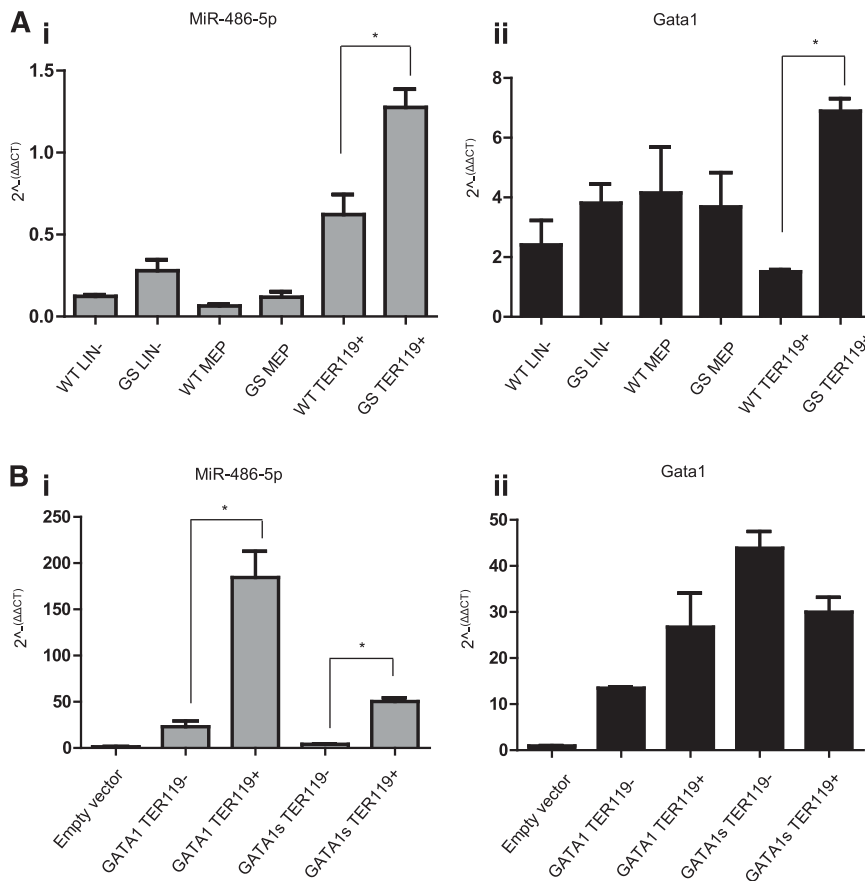 A
i
MiR-486-5p
2^-(ΔΔCT)
1.5
1.0
0.5
0.0
*
WT LIN-
GS LIN-
WT MEP
GS MEP
WT TER119+
GS TER119+
ii
Gata1
2^-(ΔΔCT)
8
6
4
2
0
*
WT LIN-
GS LIN-
WT MEP
GS MEP
WT TER119+
GS TER119+
B
i
MiR-486-5p
2^-(ΔΔCT)
250
200
150
100
50
0
*
*
Empty vector
GATA1 TER119-
GATA1 TER119+
GATA1s TER119-
GATA1s TER119+
ii
Gata1
2^-(ΔΔCT)
50
40
30
20
10
0
Empty vector
GATA1 TER119-
GATA1 TER119+
GATA1s TER119-
GATA1s TER119+